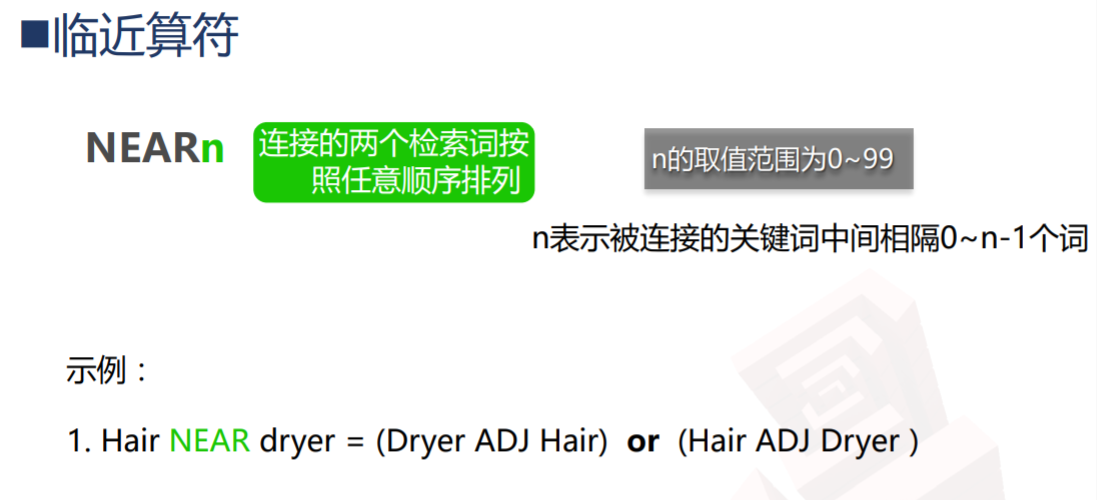 ■临近算符
NEARn
连接的两个检索词按
照任意顺序排列
n的取值范围为0~99
n表示被连接的关键词中间相隔0~n-1个词
示例：
1. Hair NEAR dryer = (Dryer ADJ Hair) or (Hair ADJ Dryer )